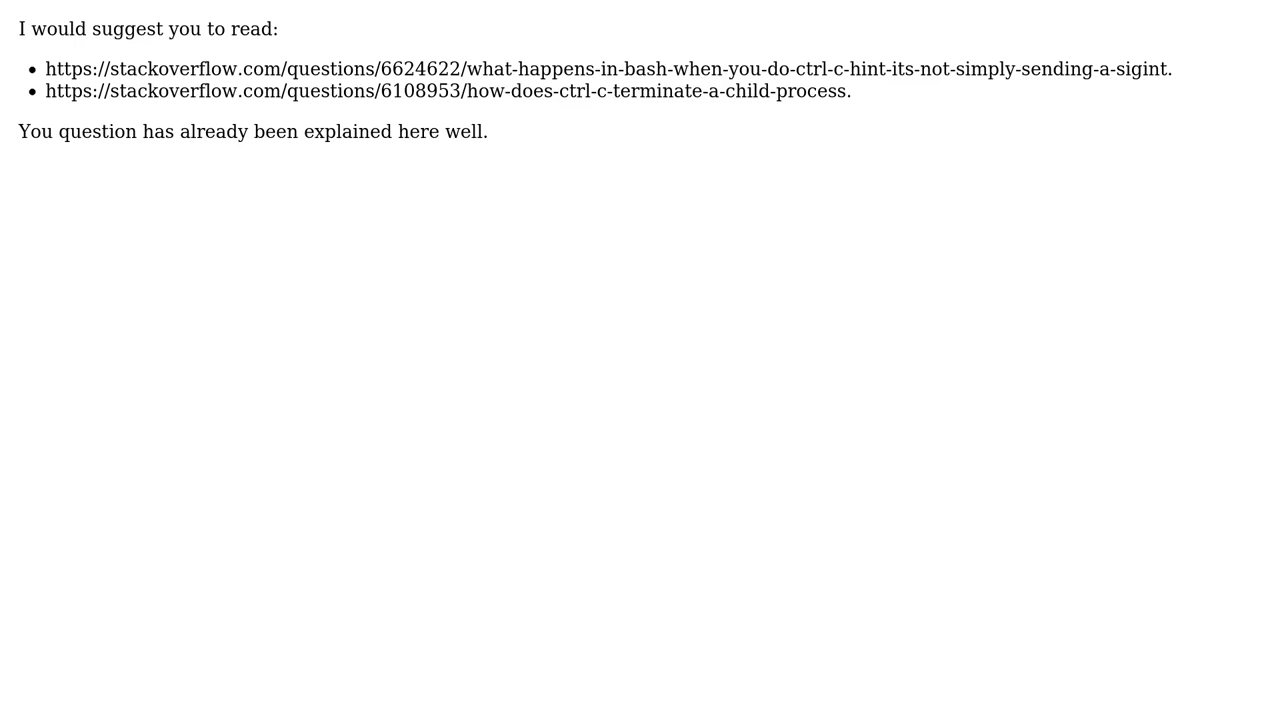 I would suggest you to read:
• https://stackoverflow.com/questions/6624622/what-happens-in-bash-when-you-do-ctrl-c-hint-its-not-simply-sending-a-sigint.
• https://stackoverflow.com/questions/6108953/how-does-ctrl-c-terminate-a-child-process.
You question has already been explained here well.